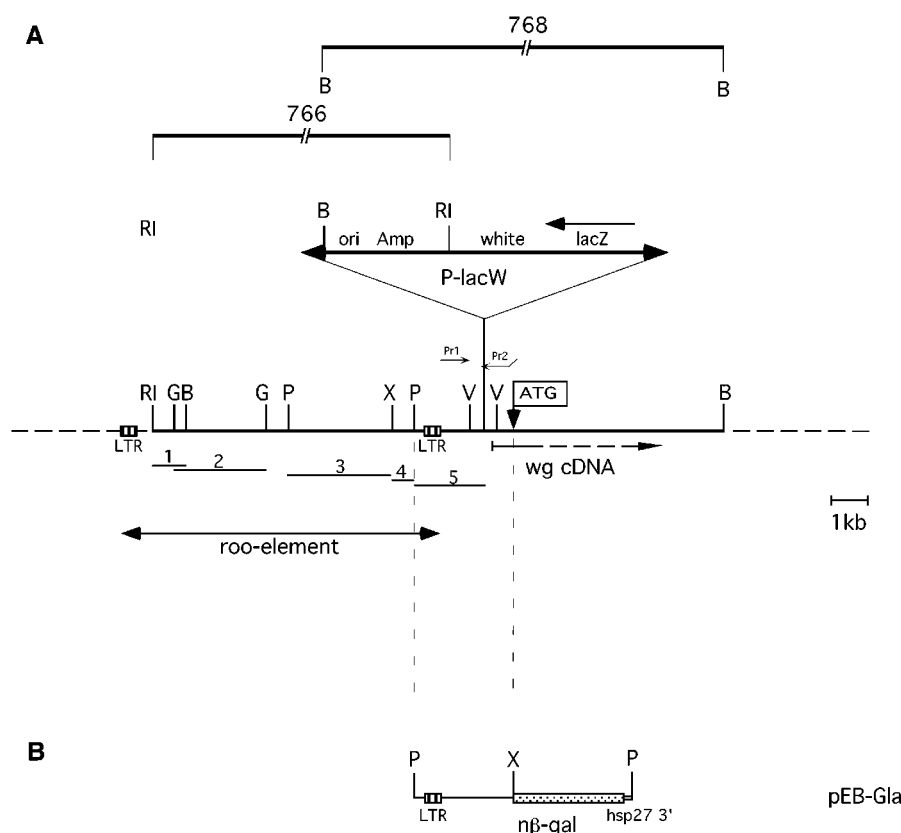 A
768
B B
766
RI
B RI
ori Amp white lacZ
P-lacW
Pr1 Pr2
RI G B G P X P V V ATG B
LTR LTR
1 2 3 4 5
wg cDNA
1kb
roo-element
B
P X P
pEB-Gla
LTR nβ-gal hsp27 3'